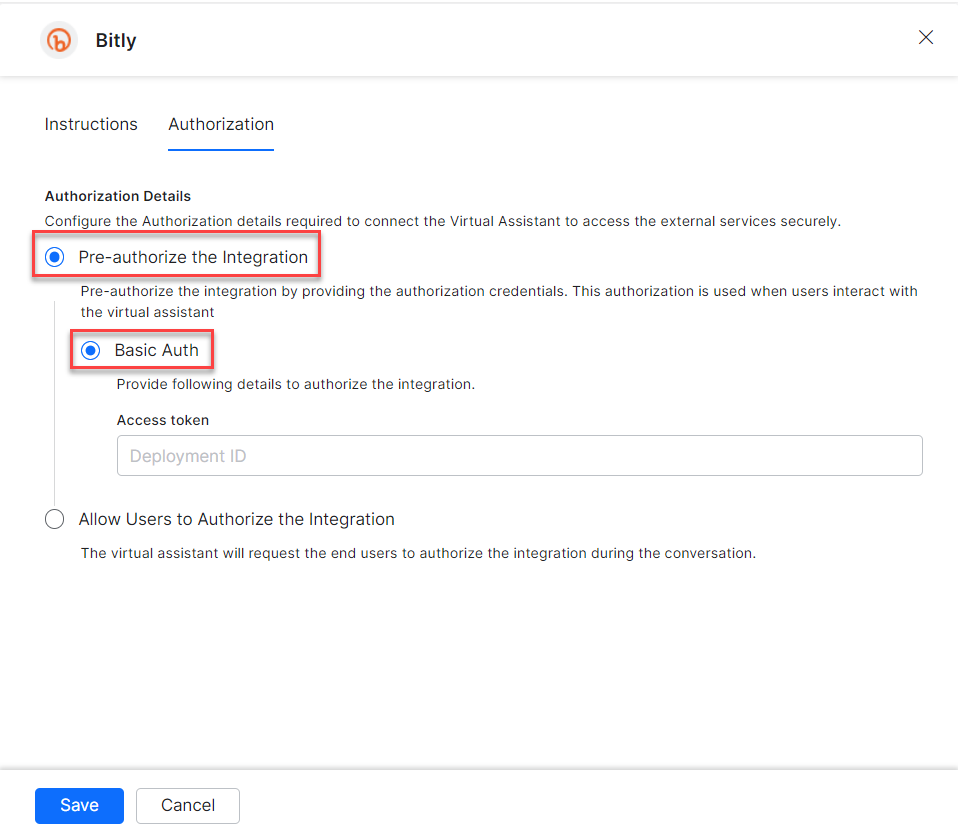 Bitly
Instructions
Authorization
Authorization Details
Configure the Authorization details required to connect the Virtual Assistant to access the external services securely.
Pre-authorize the Integration
Pre-authorize the integration by providing the authorization credentials. This authorization is used when users interact with
the virtual assistant
Basic Auth
Provide following details to authorize the integration.
Access token
Deployment ID
Allow Users to Authorize the Integration
The virtual assistant will request the end users to authorize the integration during the conversation.
Save
Cancel